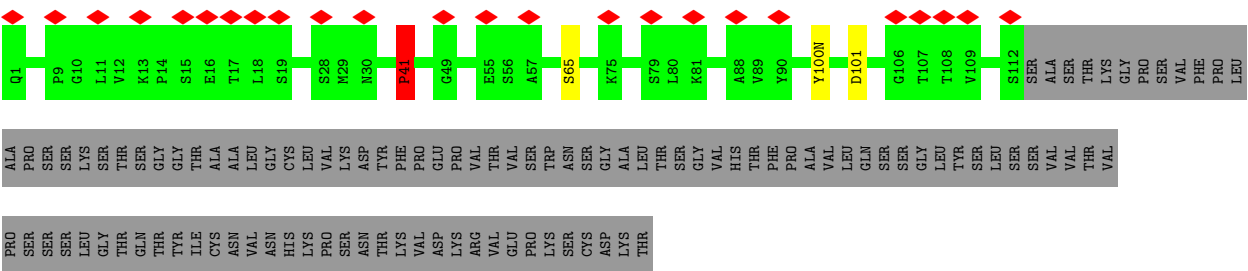 Q1 P9 G10 L11 V12 K13 P14 S15 E16 T17 L18 S19 S28 M29 N30 P41 G49 E55 S56 A57 S65 K75 S79 L80 K81 A88 V89 Y90 Y100N D101 G106 T107 T108 V109 S112 SER ALA SER THR LYS GLY PRO SER VAL PHE PRO LEU
ALA PRO SER SER LYS SER THR SER GLY GLY THR ALA ALA LEU GLY CYS LEU VAL LYS ASP TYR PHE PRO GLU PRO VAL THR VAL SER TRP ASN SER GLY ALA LEU THR SER GLY VAL HIS THR PHE PRO ALA VAL LEU GLN SER SER GLY LEU TYR SER LEU SER SER VAL VAL THR VAL
PRO SER SER SER LEU GLY THR GLN THR TYR ILE CYS ASN VAL ASN HIS LYS PRO SER ASN THR LYS VAL ASP LYS ARG VAL GLU PRO LYS SER CYS ASP LYS THR